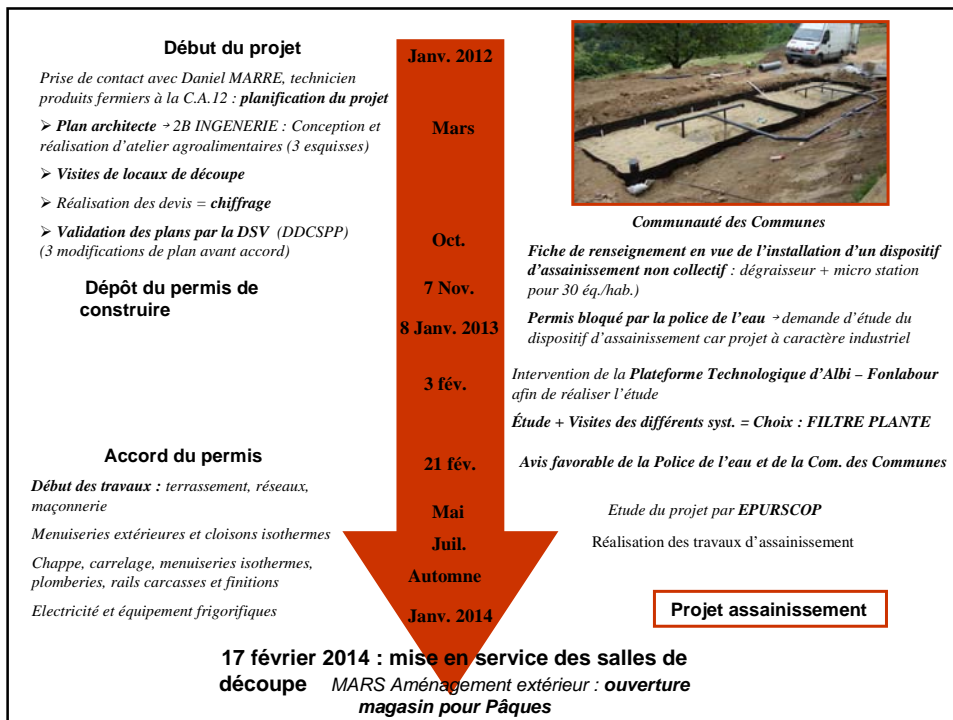 Début du projet
Prise de contact avec Daniel MARRE, technicien
produits fermiers à la C.A.12 : planification du projet
➢ Plan architecte → 2B INGENERIE : Conception et
réalisation d'atelier agroalimentaires (3 esquisses)
➢ Visites de locaux de découpe
➢ Réalisation des devis = chiffrage
➢ Validation des plans par la DSV (DDCSPP)
(3 modifications de plan avant accord)
Dépôt du permis de
construire
Accord du permis
Début des travaux : terrassement, réseaux,
maçonnerie
Menuiseries extérieures et cloisons isothermes
Chappe, carrelage, menuiseries isothermes,
plomberies, rails carcasses et finitions
Electricité et équipement frigorifiques
Janv. 2012
Mars
Oct.
7 Nov.
8 Janv. 2013
3 fév.
21 fév.
Mai
Juil.
Automne
Janv. 2014
Communauté des Communes
Fiche de renseignement en vue de l'installation d'un dispositif
d'assainissement non collectif : dégraisseur + micro station
pour 30 éq./hab.)
Permis bloqué par la police de l'eau → demande d'étude du
dispositif d'assainissement car projet à caractère industriel
Intervention de la Plateforme Technologique d'Albi – Fonlabour
afin de réaliser l'étude
Étude + Visites des différents syst. = Choix : FILTRE PLANTE
Avis favorable de la Police de l'eau et de la Com. des Communes
Etude du projet par EPURSCOP
Réalisation des travaux d'assainissement
Projet assainissement
17 février 2014 : mise en service des salles de
découpe MARS Aménagement extérieur : ouverture
magasin pour Pâques